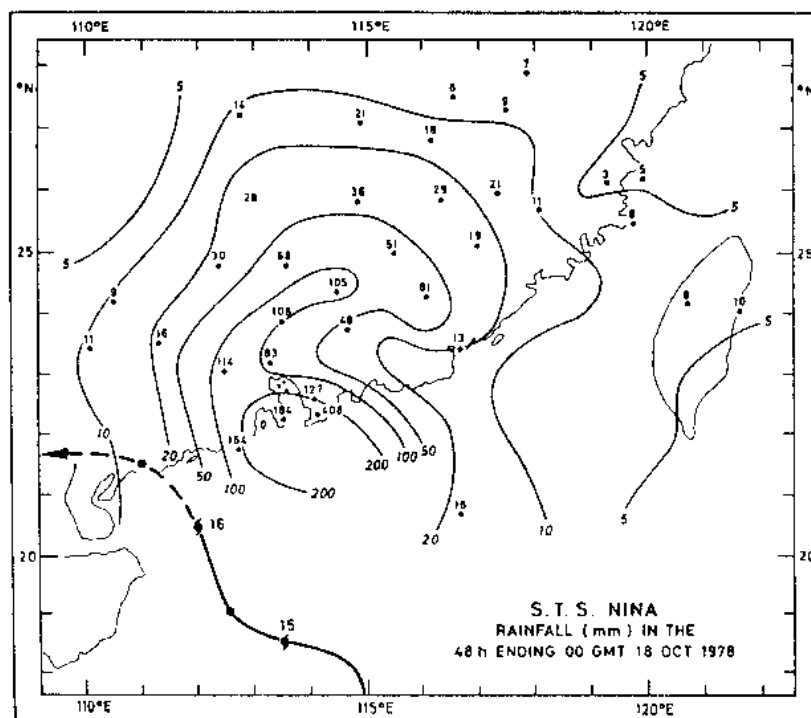 110°E 115°E 120°E
°N °N
5 7 5
6 9
14 21 18
3 5
28 36 29 21 11 8
25 25
30 68 51 19
5
9 105 81 8 10
106 48
11 16 83 13 5
114
127
184 408
164
10 20 50 100 200 200 100 50
16 20 10 5
16
20 20
15
S.T.S. NINA
RAINFALL (mm) IN THE
48 h ENDING 00 GMT 18 OCT 1978
110°E 115°E 120°E